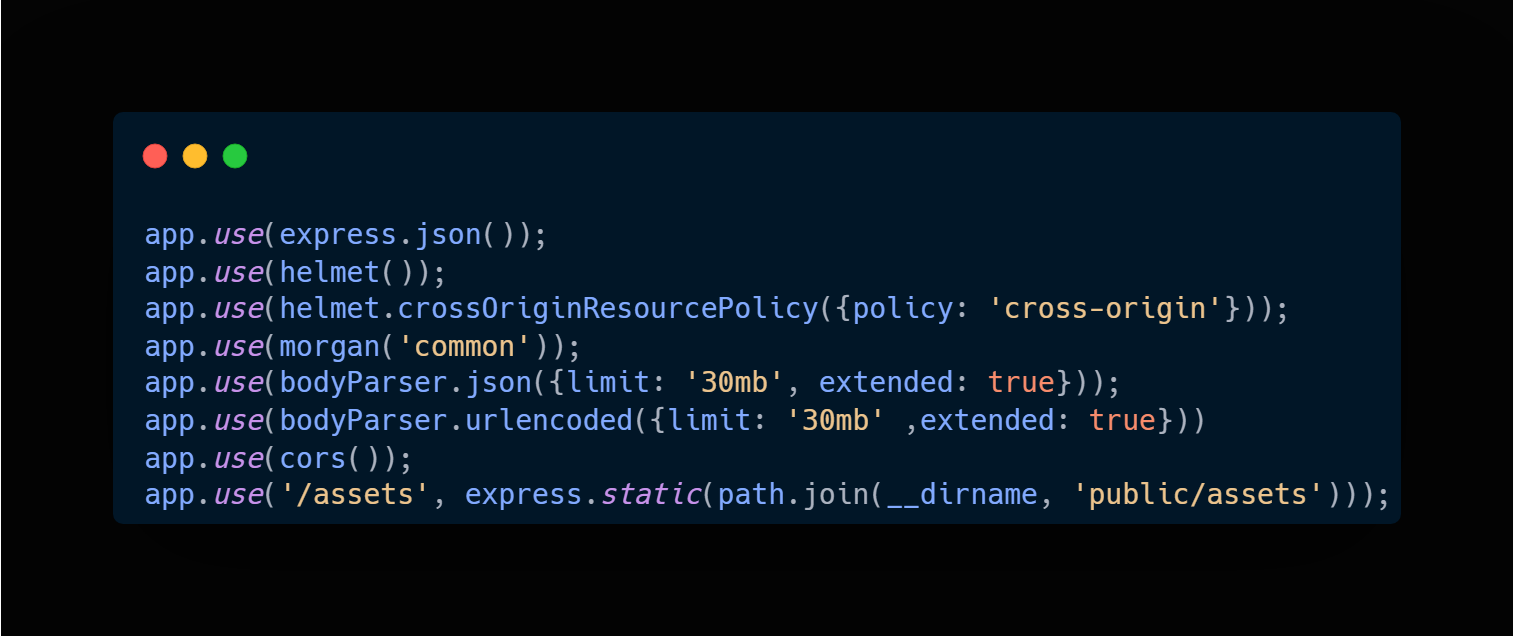 app.use(express.json());
app.use(helmet());
app.use(helmet.crossOriginResourcePolicy({policy: 'cross-origin'}));
app.use(morgan('common'));
app.use(bodyParser.json({limit: '30mb', extended: true}));
app.use(bodyParser.urlencoded({limit: '30mb' ,extended: true}))
app.use(cors());
app.use('/assets', express.static(path.join(__dirname, 'public/assets')));